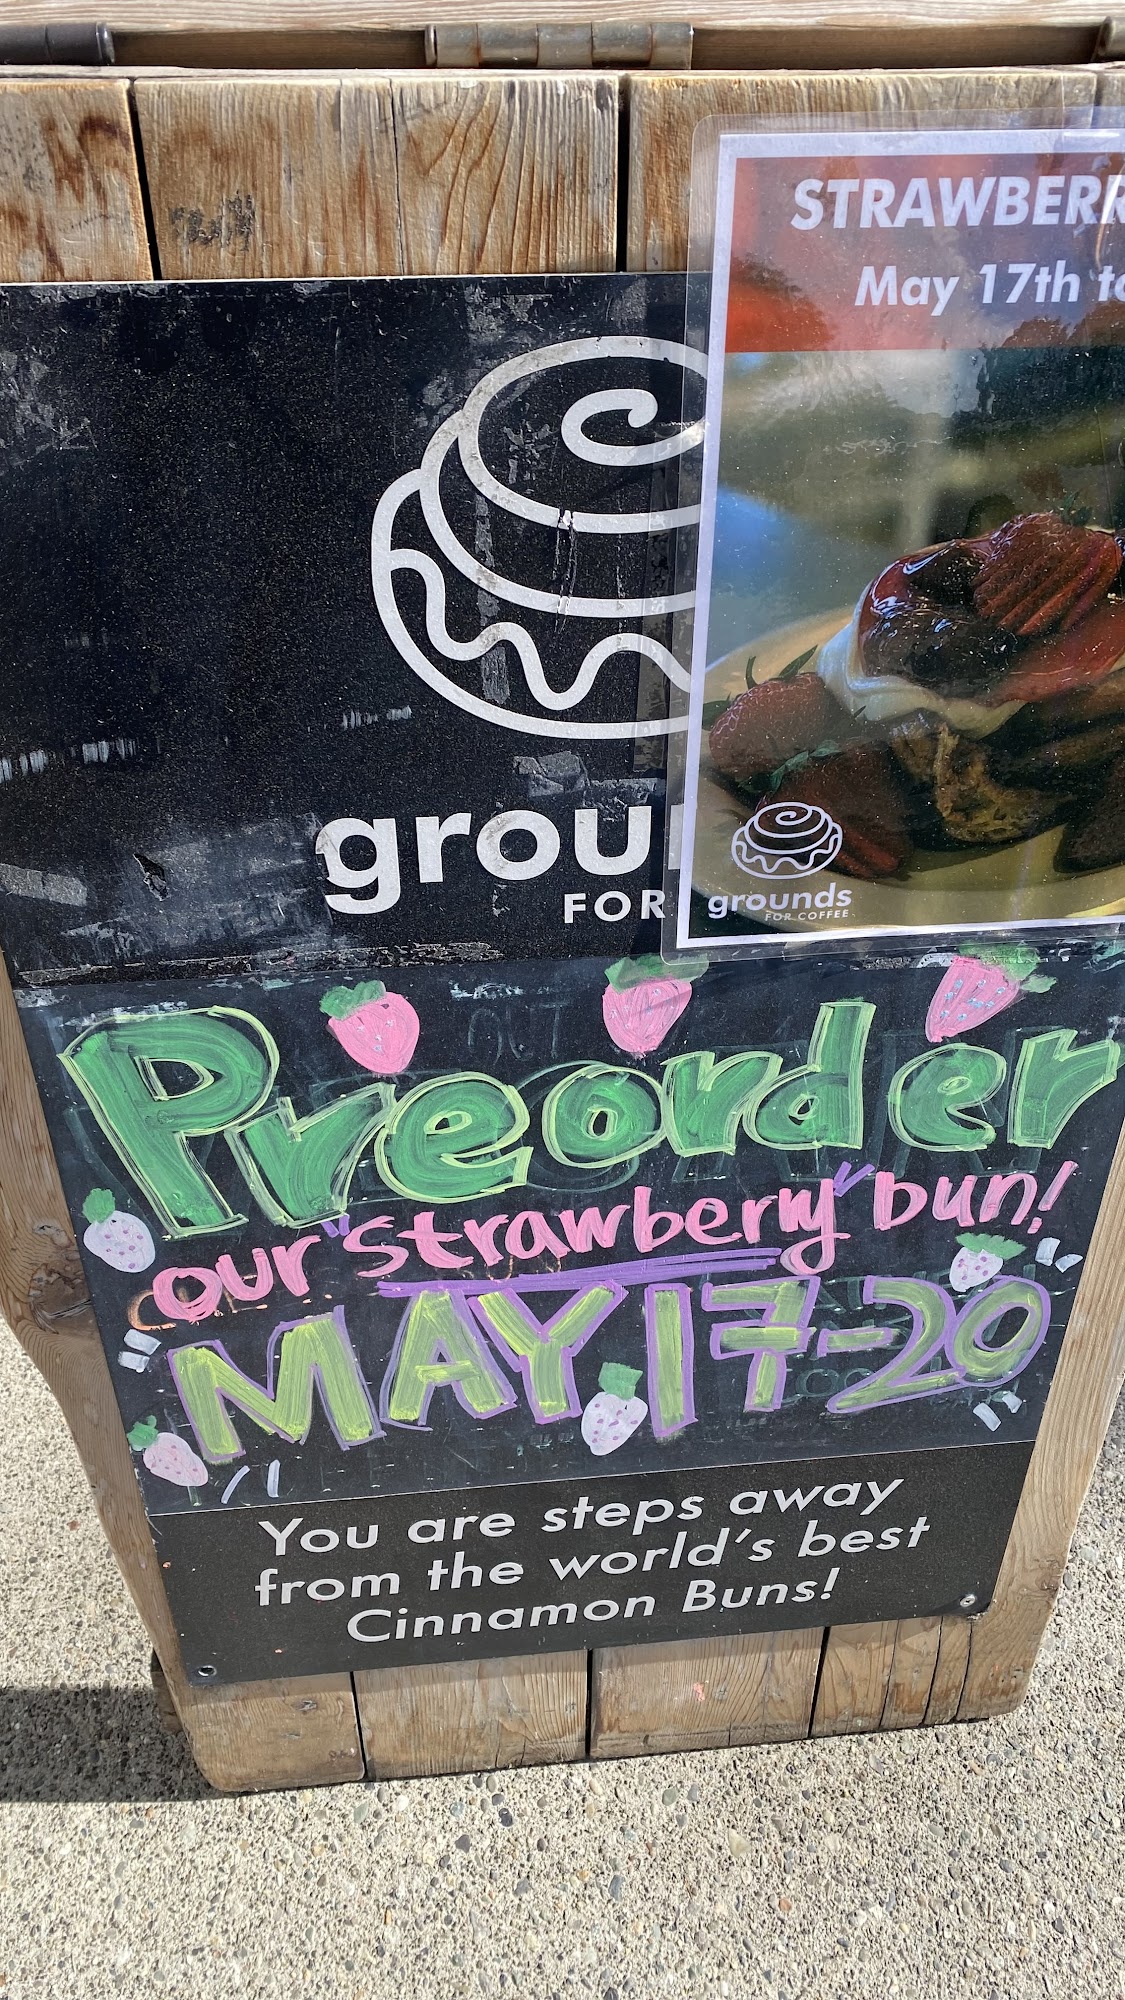 STRAWBERR
May 17th to
grou
FOR
grounds
FOR COFFEE
Preorder
our "strawberry" bun!
MAY 17-20
You are steps away
from the world's best
Cinnamon Buns!